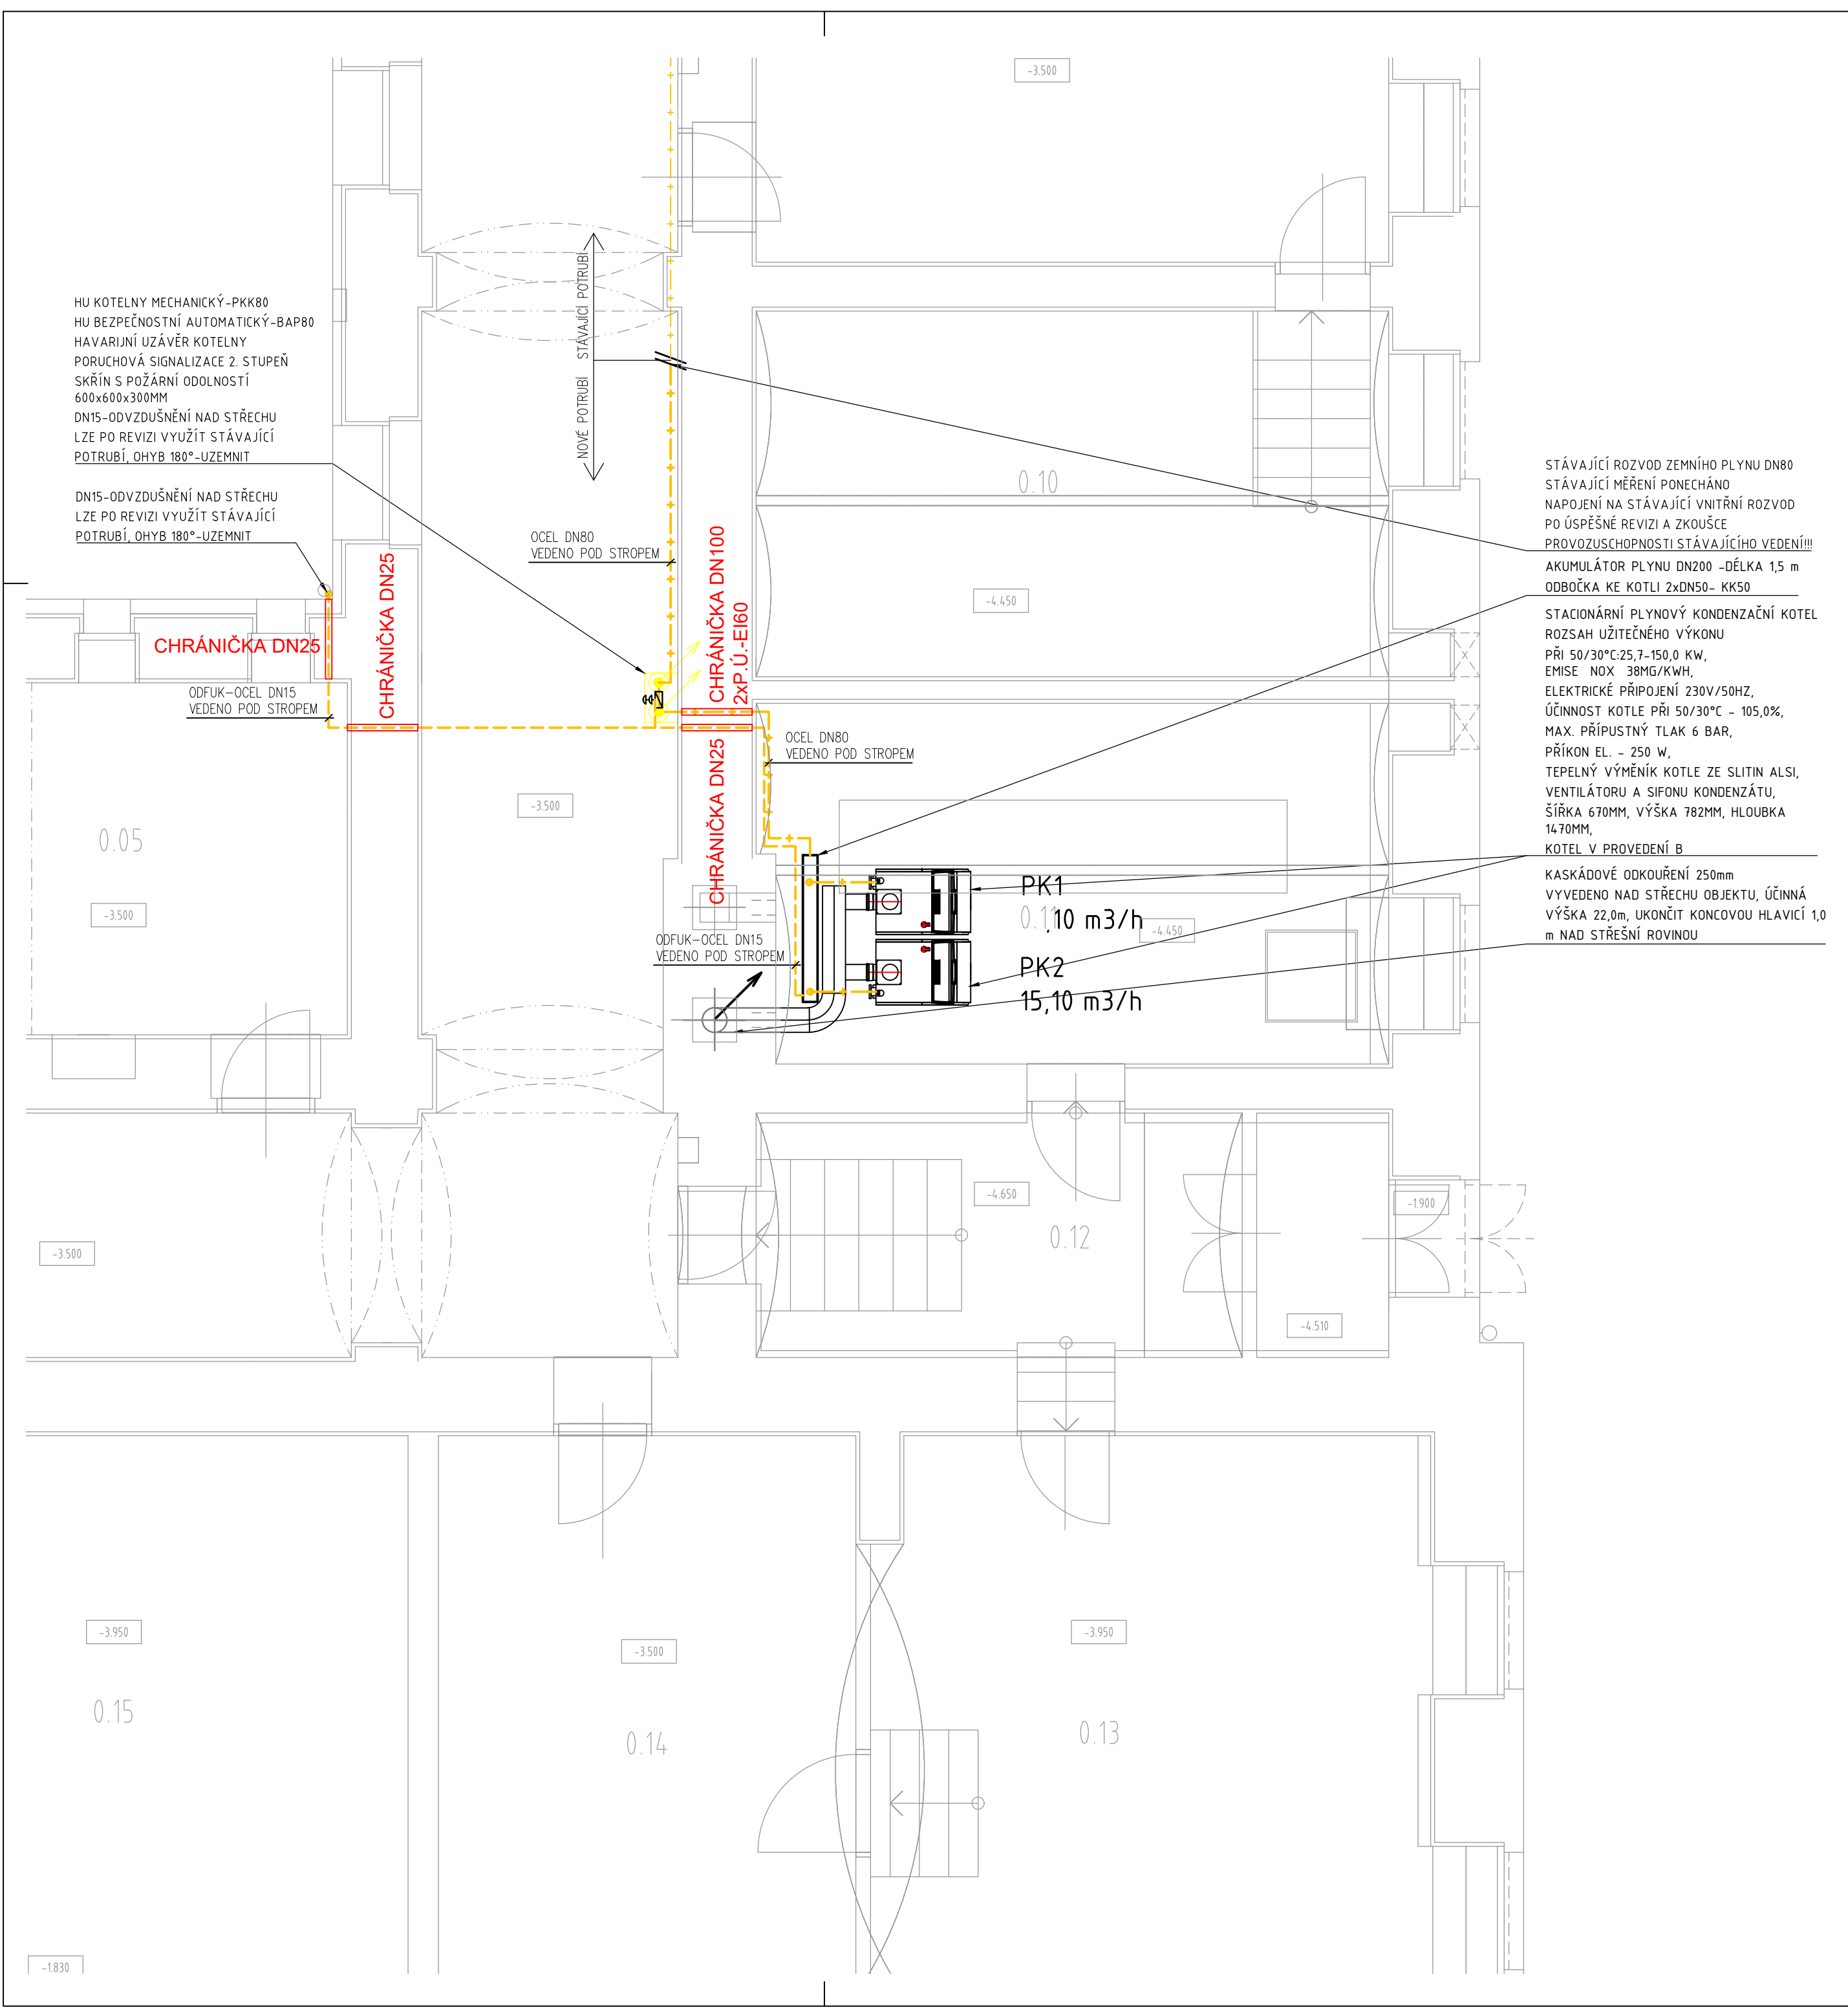 HU KOTELNY MECHANICKÝ-PKK80
HU BEZPEČNOSTNÍ AUTOMATICKÝ-BAP80
HAVARIJNÍ UZÁVĚR KOTELNY
PORUCHOVÁ SIGNALIZACE 2. STUPEŇ
SKŘÍN S POŽÁRNÍ ODOLNOSTÍ
600x600x300MM
DN15-ODVZDUŠNĚNÍ NAD STŘECHU
LZE PO REVIZI VYUŽÍT STÁVAJÍCÍ
POTRUBÍ, OHYB 180°-UZEMNIT
DN15-ODVZDUŠNĚNÍ NAD STŘECHU
LZE PO REVIZI VYUŽÍT STÁVAJÍCÍ
POTRUBÍ, OHYB 180°-UZEMNIT
STÁVAJÍCÍ POTRUBÍ
NOVÉ POTRUBÍ
-3.500
0.10
OCEL DN80
VEDENO POD STROPEM
-4.450
CHRÁNIČKA DN25
CHRÁNIČKA DN25
CHRÁNIČKA DN100
2xP.Ú.-EI60
CHRÁNIČKA DN25
ODFUK-OCEL DN15
VEDENO POD STROPEM
OCEL DN80
VEDENO POD STROPEM
-3.500
0.05
-3.500
ODFUK-OCEL DN15
VEDENO POD STROPEM
PK1
0.11
,10 m3/h
-4.450
PK2
15,10 m3/h
STÁVAJÍCÍ ROZVOD ZEMNÍHO PLYNU DN80
STÁVAJÍCÍ MĚŘENÍ PONECHÁNO
NAPOJENÍ NA STÁVAJÍCÍ VNITŘNÍ ROZVOD
PO ÚSPĚŠNÉ REVIZI A ZKOUŠCE
PROVOZUSCHOPNOSTI STÁVAJÍCÍHO VEDENÍ!!!
AKUMULÁTOR PLYNU DN200 -DÉLKA 1,5 m
ODBOČKA KE KOTLI 2xDN50- KK50
STACIONÁRNÍ PLYNOVÝ KONDENZAČNÍ KOTEL
ROZSAH UŽITEČNÉHO VÝKONU
PŘI 50/30°C:25,7-150,0 KW,
EMISE NOX 38MG/KWH,
ELEKTRICKÉ PŘIPOJENÍ 230V/50HZ,
ÚČINNOST KOTLE PŘI 50/30°C - 105,0%,
MAX. PŘÍPUSTNÝ TLAK 6 BAR,
PŘÍKON EL. - 250 W,
TEPELNÝ VÝMĚNÍK KOTLE ZE SLITIN ALSI,
VENTILÁTORU A SIFONU KONDENZÁTU,
ŠÍŘKA 670MM, VÝŠKA 782MM, HLOUBKA
1470MM,
KOTEL V PROVEDENÍ B
KASKÁDOVÉ ODKOUŘENÍ 250mm
VYVEDENO NAD STŘECHU OBJEKTU, ÚČINNÁ
VÝŠKA 22,0m, UKONČIT KONCOVOU HLAVICÍ 1,0
m NAD STŘEŠNÍ ROVINOU
-4.650
-1.900
0.12
-3.500
-4.510
-3.950
-3.500
-3.950
0.15
0.14
0.13
-1.830